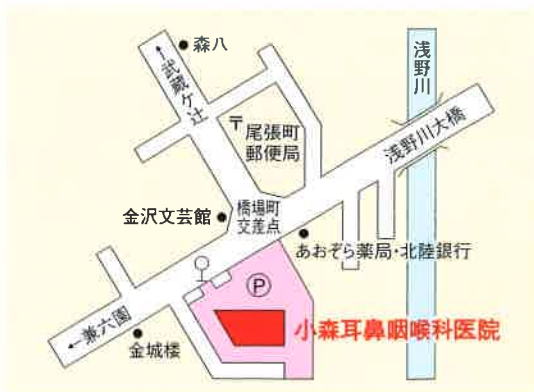 森八
←武蔵ケ辻
浅野川
〒尾張町
郵便局
浅野川大橋
金沢文芸館
橋場町
交差点
あおぞら薬局・北陸銀行
P
小森耳鼻咽喉科医院
←兼六園
金城楼